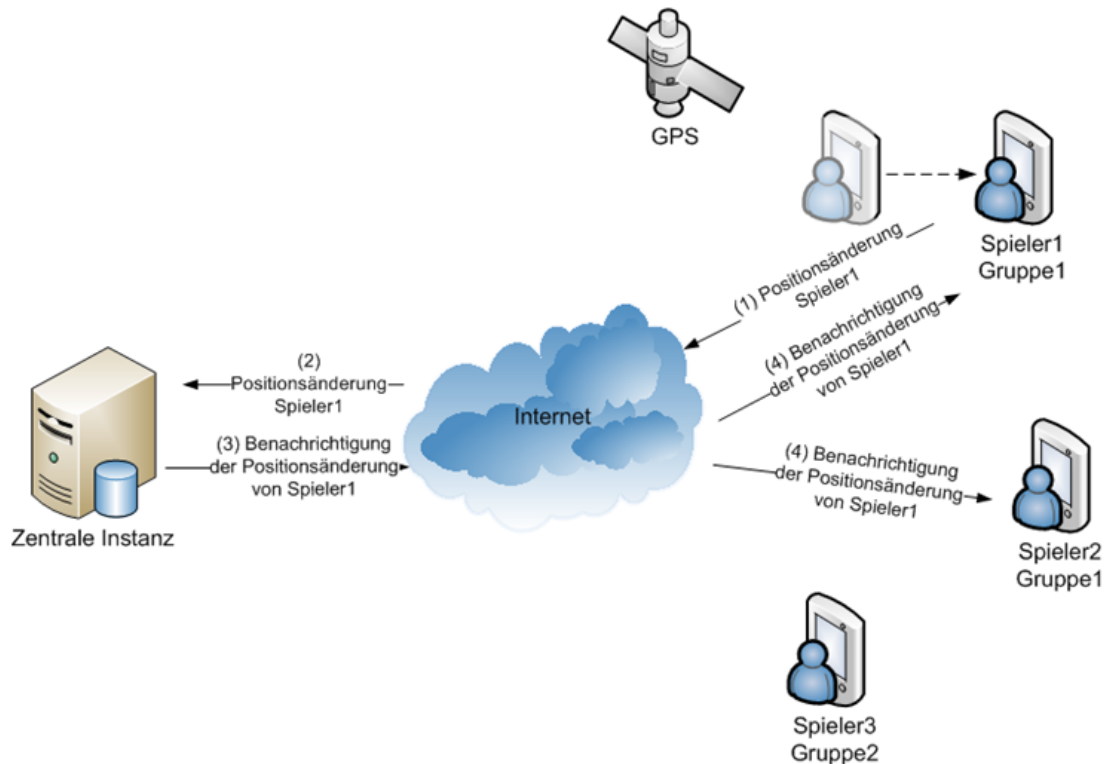 GPS
Spieler1
Gruppe1
(1) Positionsänderung
Spieler1
(4) Benachrichtigung
der Positionsänderung
von Spieler1
(2)
Positionsänderung
Spieler1
Internet
(3) Benachrichtigung
der Positionsänderung
von Spieler1
(4) Benachrichtigung
der Positionsänderung
von Spieler1
Zentrale Instanz
Spieler2
Gruppe1
Spieler3
Gruppe2